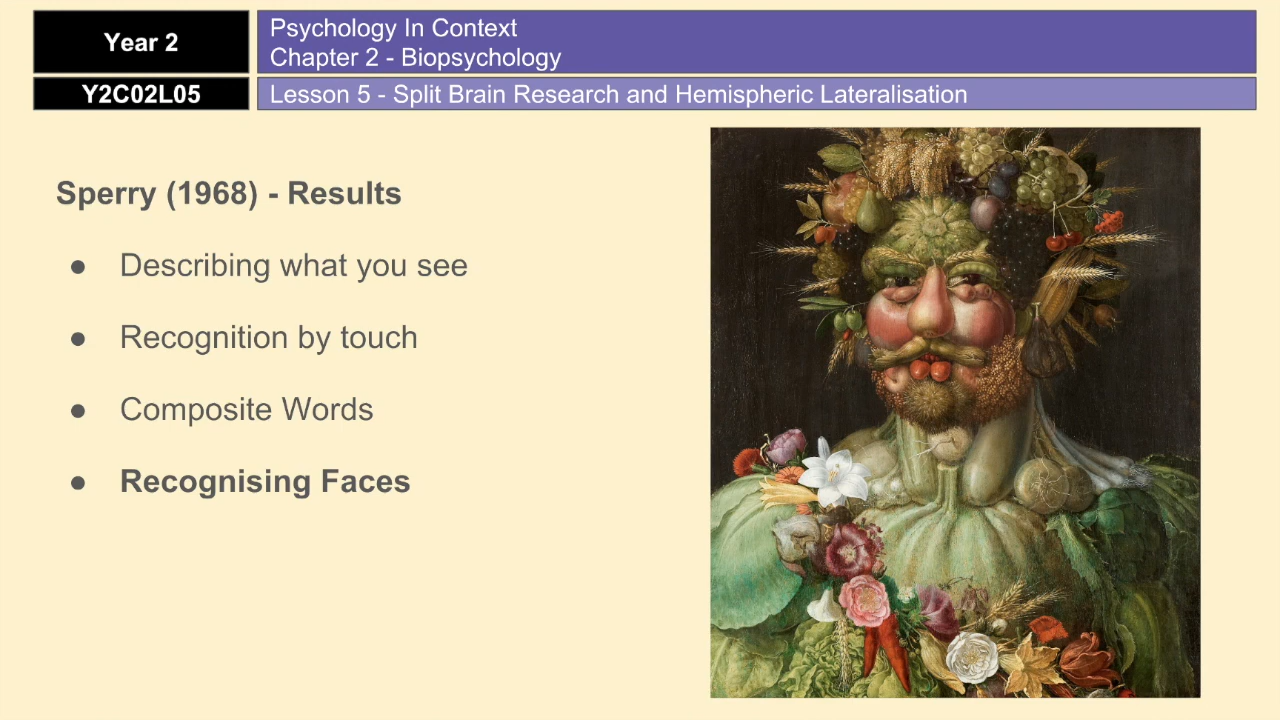 Year 2
Psychology In Context
Chapter 2 - Biopsychology
Y2C02L05
Lesson 5 - Split Brain Research and Hemispheric Lateralisation
Sperry (1968) - Results
● Describing what you see
● Recognition by touch
● Composite Words
● Recognising Faces